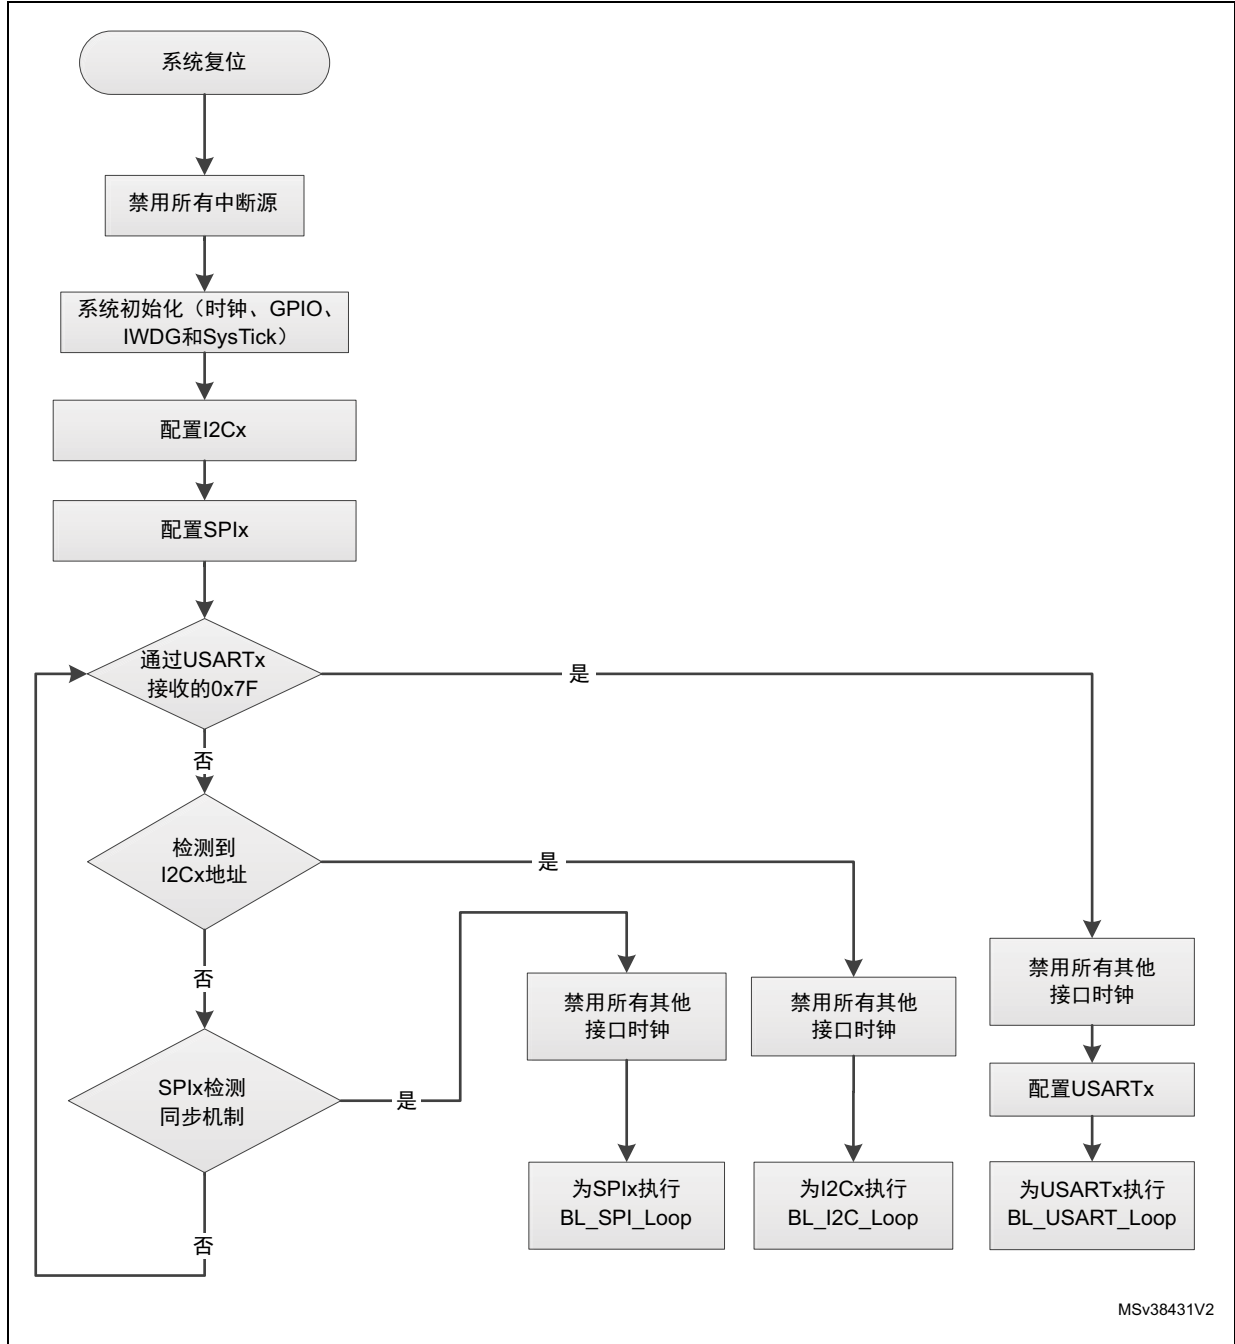 系统复位
禁用所有中断源
系统初始化（时钟、GPIO、
IWDG和SysTick）
配置I2Cx
配置SPIx
通过USARTx
接收的0x7F
是
否
检测到
I2Cx地址
是
否
SPIx检测
同步机制
是
否
禁用所有其他
接口时钟
为SPIx执行
BL_SPI_Loop
禁用所有其他
接口时钟
为I2Cx执行
BL_I2C_Loop
禁用所有其他
接口时钟
配置USARTx
为USARTx执行
BL_USART_Loop
MSv38431V2